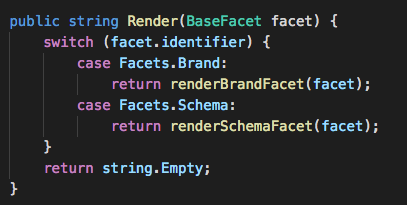 public string Render(BaseFacet facet) {
    switch (facet.identifier) {
        case Facets.Brand:
            return renderBrandFacet(facet);
        case Facets.Schema:
            return renderSchemaFacet(facet);
    }
    return string.Empty;
}